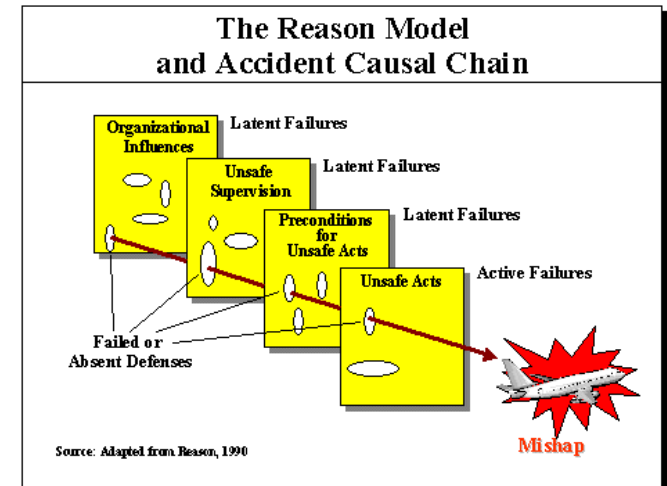 The Reason Model
and Accident Causal Chain
Organizational
Influences
Latent Failures
Unsafe
Supervision
Latent Failures
Preconditions
for
Unsafe Acts
Latent Failures
Unsafe Acts
Active Failures
Failed or
Absent Defenses
Mishap
Source: Adapted from Reason, 1990